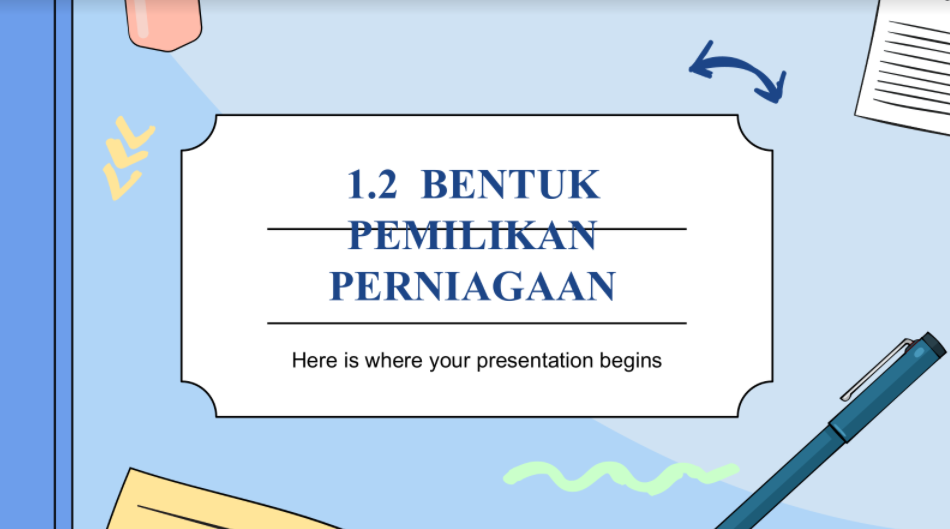 1.2 BENTUK
PEMILIKAN
PERNIAGAAN
Here is where your presentation begins